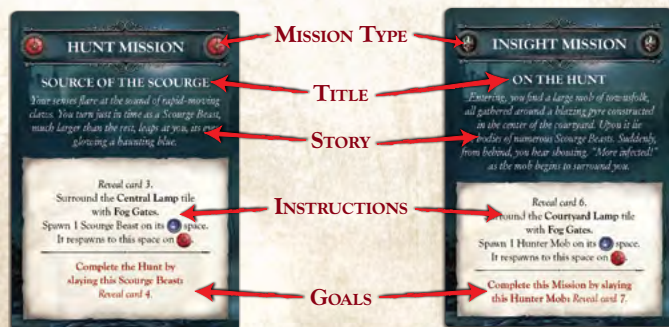 HUNT MISSION
SOURCE OF THE SCOURGE
Your senses flare at the sound of rapid-moving
claws. You turn just in time as a Scourge Beast,
much larger than the rest, leaps at you, its eyes
glowing a haunting blue.
Reveal card 3.
Surround the Central Lamp tile
with Fog Gates.
Spawn 1 Scourge Beast on its space.
It respawns to this space on .
Complete the Hunt by
slaying this Scourge Beast:
Reveal card 4.
MISSION TYPE
TITLE
STORY
INSTRUCTIONS
GOALS
INSIGHT MISSION
ON THE HUNT
Entering, you find a large mob of townsfolk,
all gathered around a blazing pyre constructed
in the center of the courtyard. Upon it lie
bodies of numerous Scourge Beasts. Suddenly,
from behind, you hear shouting. "More infected!"
as the mob begins to surround you.
Reveal card 6.
the Courtyard Lamp tile
with Fog Gates.
Spawn 1 Hunter Mob on its space.
It respawns to this space on .
Complete this Mission by slaying
this Hunter Mob: Reveal card 7.